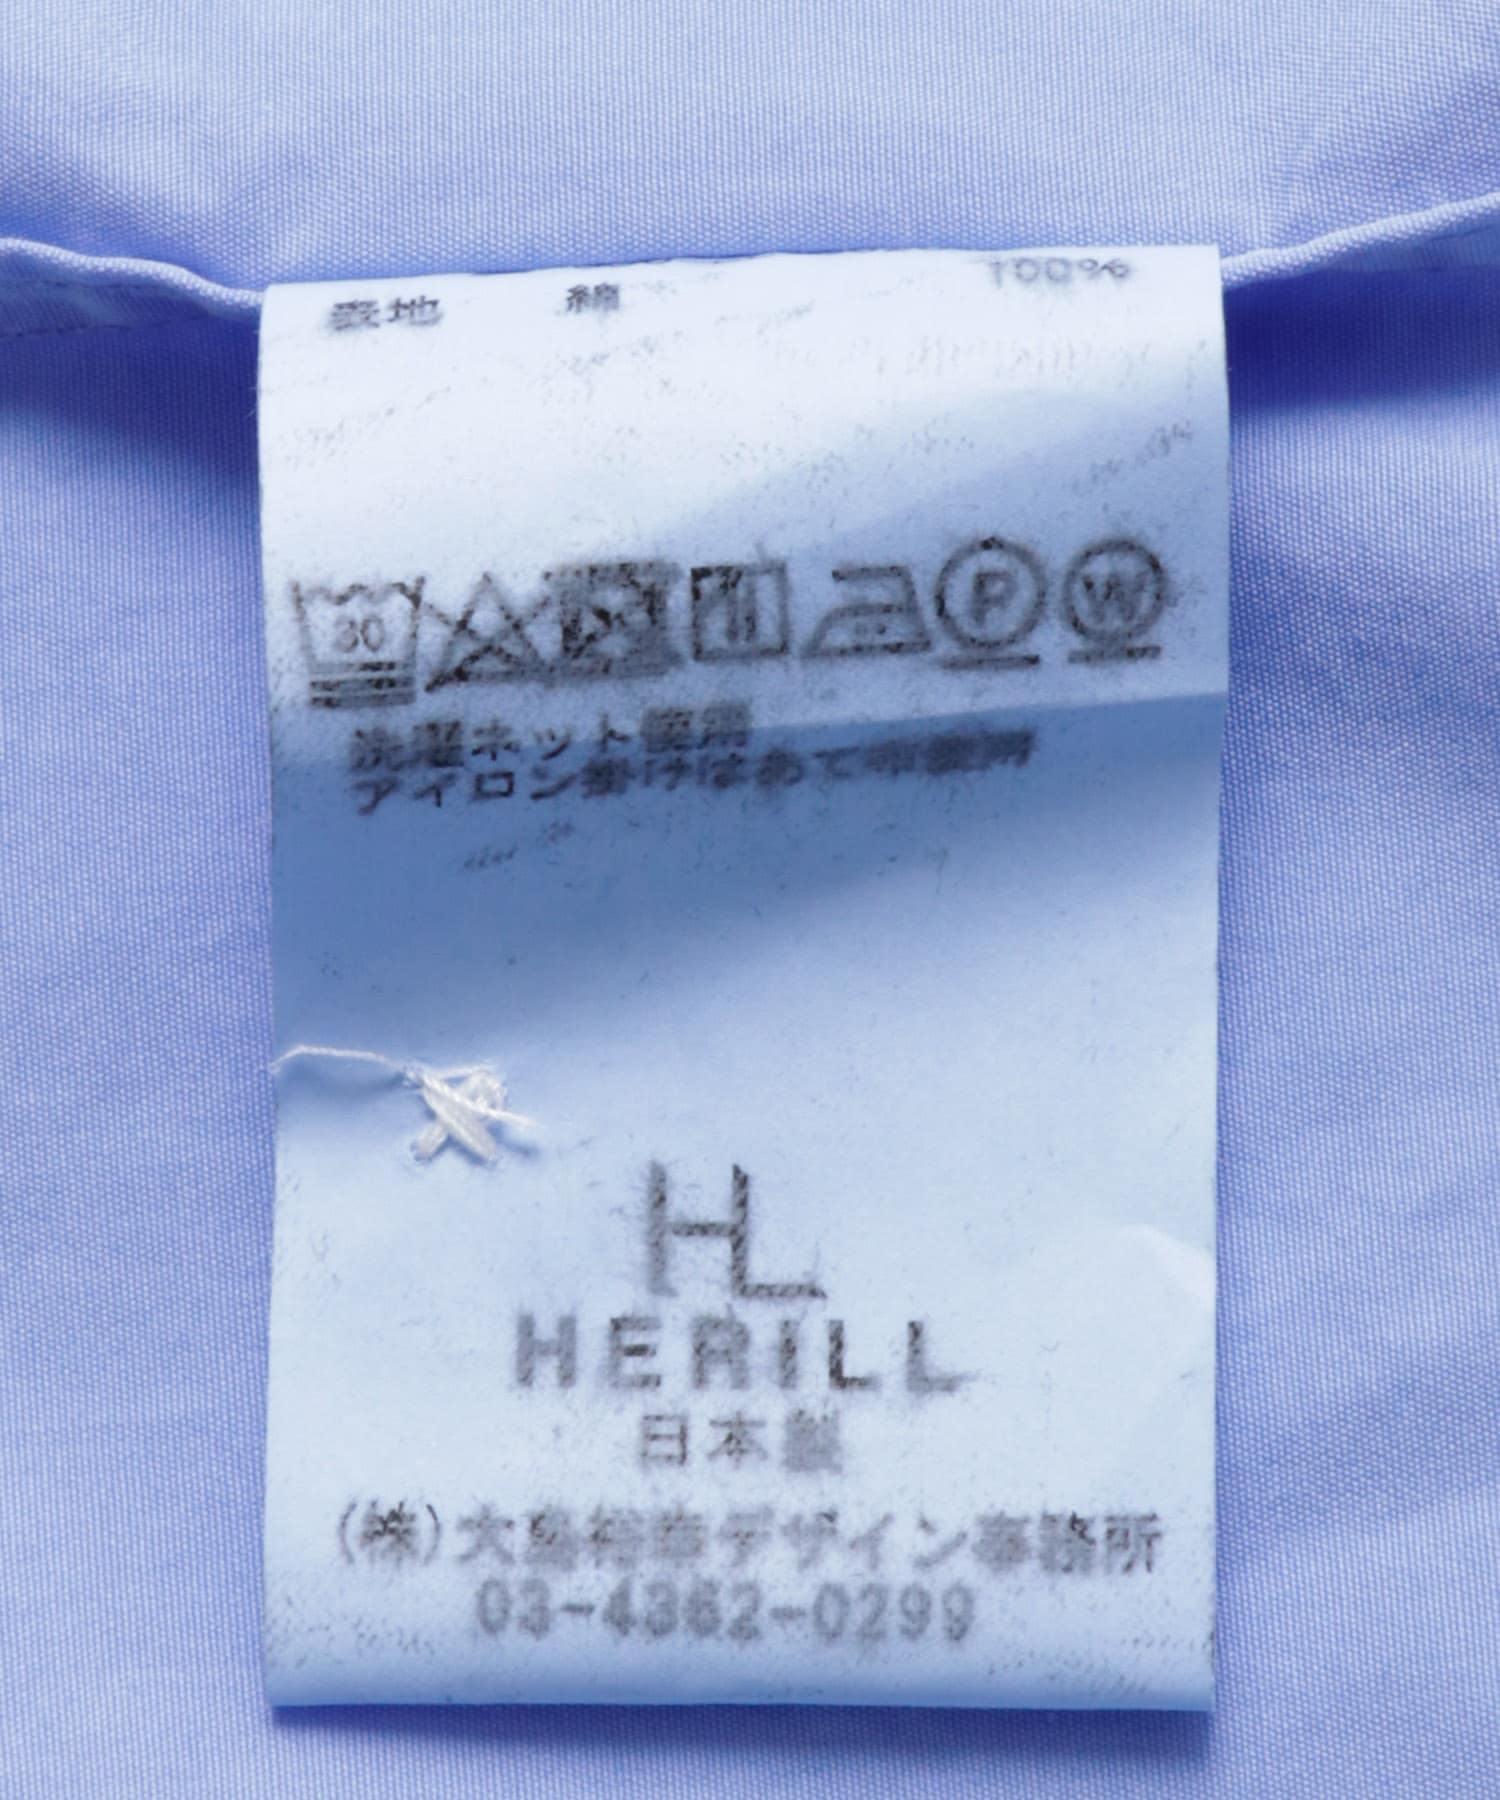 表地 綿 100%
30
P W
洗濯ネット使用
アイロン掛けはあて布使用
HL
HERILL
日本製
(株)大島裕幸デザイン事務所
03-4362-0299